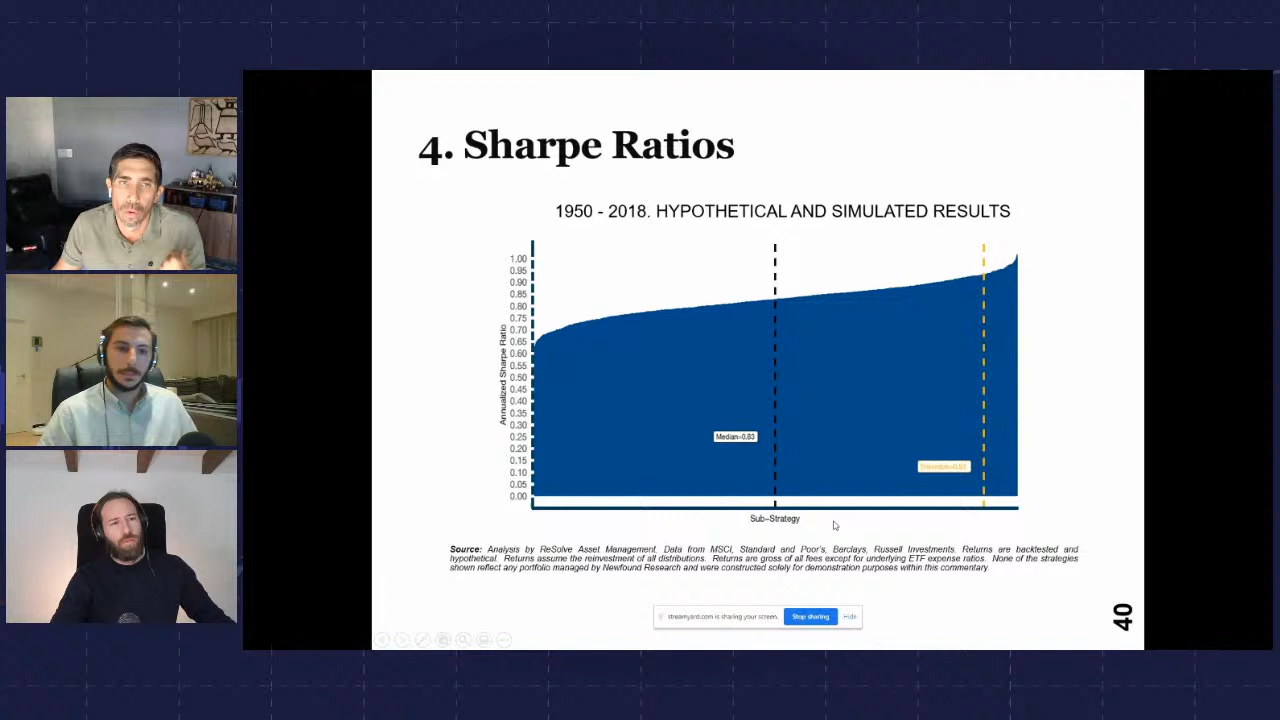 4. Sharpe Ratios
1950 - 2018. HYPOTHETICAL AND SIMULATED RESULTS
Annualized Sharpe Ratio
1.00
0.95
0.90
0.85
0.80
0.75
0.70
0.65
0.60
0.55
0.50
0.45
0.40
0.35
0.30
0.25
0.20
0.15
0.10
0.05
0.00
Median=0.83
Sub-Strategy
Source: Analysis by ReSolve Asset Management. Data from MSCI, Standard and Poor's, Barclays, Russell Investments. Returns are backtested and
hypothetical. Returns assume the reinvestment of all distributions. Returns are gross of all fees except for underlying ETF expense ratios. None of the strategies
shown reflect any portfolio managed by Newfound Research and were constructed solely for demonstration purposes within this commentary.
streamyard.com is sharing your screen.
Stop sharing
Hide
40